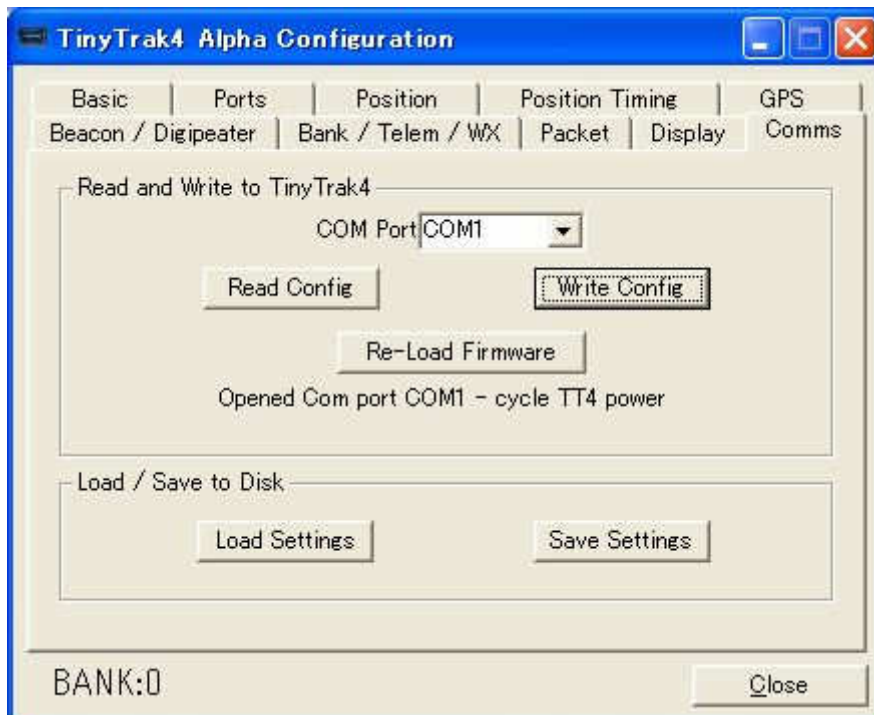 TinyTrak4 Alpha Configuration
Basic Ports Position Position Timing GPS
Beacon / Digipeater Bank / Telem / WX Packet Display Comms
Read and Write to TinyTrak4
COM Port COM1
Read Config Write Config
Re-Load Firmware
Opened Com port COM1 - cycle TT4 power
Load / Save to Disk
Load Settings Save Settings
BANK:0 Close